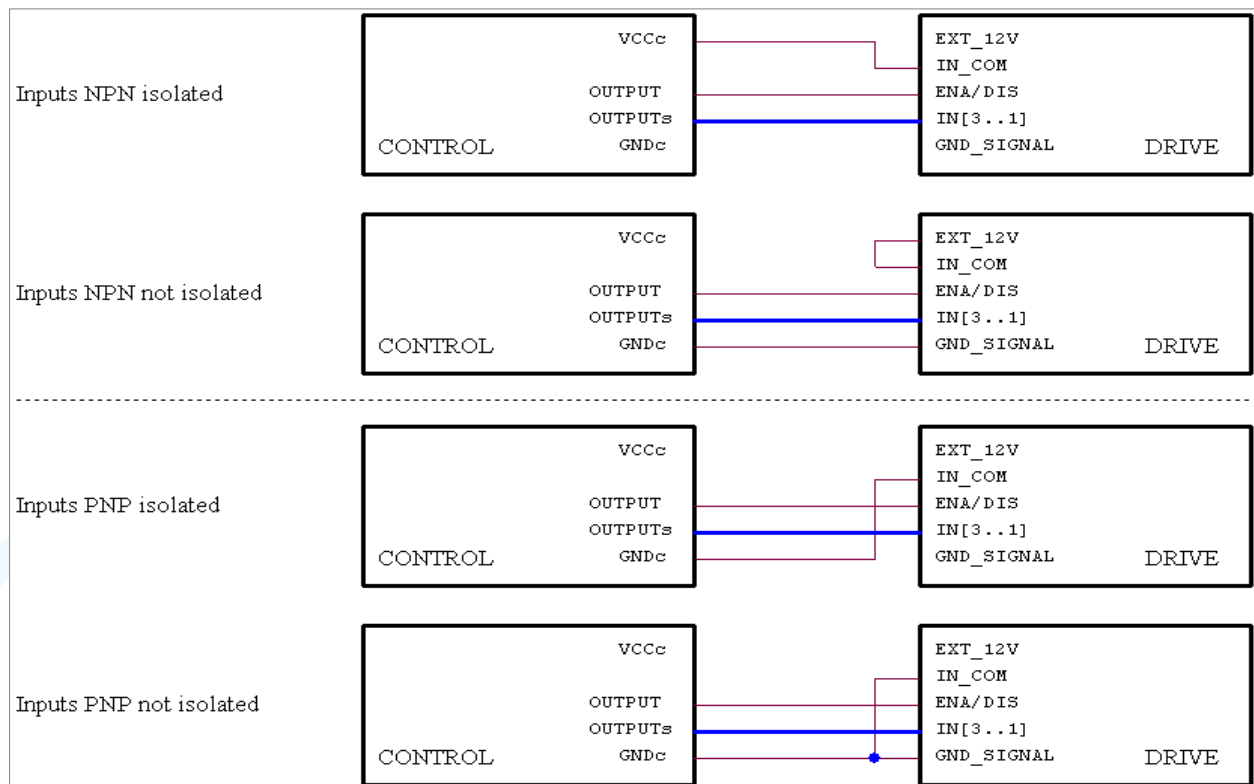 VCCc EXT_12V
IN_COM
Inputs NPN isolated OUTPUT ENA/DIS
OUTPUTs IN[3..1]
CONTROL GNDc GND_SIGNAL DRIVE
VCCc EXT_12V
IN_COM
Inputs NPN not isolated OUTPUT ENA/DIS
OUTPUTs IN[3..1]
CONTROL GNDc GND_SIGNAL DRIVE
VCCc EXT_12V
IN_COM
Inputs PNP isolated OUTPUT ENA/DIS
OUTPUTs IN[3..1]
CONTROL GNDc GND_SIGNAL DRIVE
VCCc EXT_12V
IN_COM
Inputs PNP not isolated OUTPUT ENA/DIS
OUTPUTs IN[3..1]
CONTROL GNDc GND_SIGNAL DRIVE